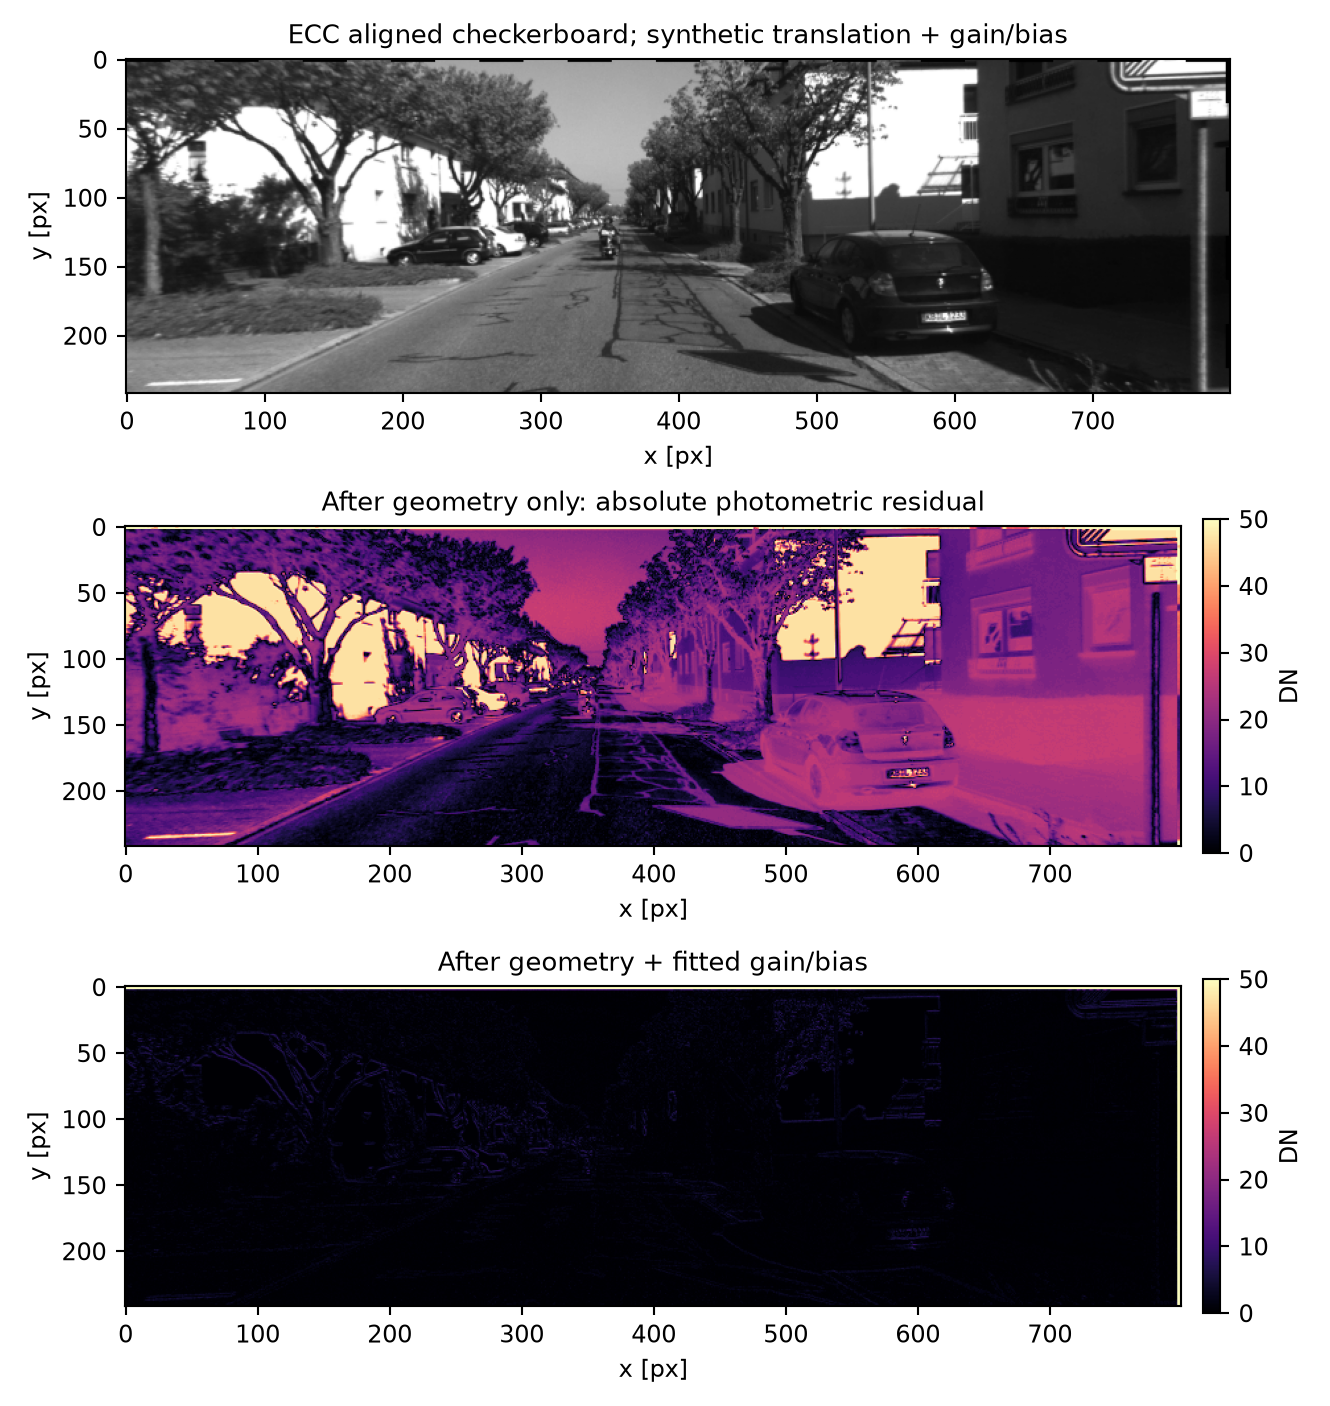 ECC aligned checkerboard; synthetic translation + gain/bias
0
50
100
150
200
y [px]
0 100 200 300 400 500 600 700
x [px]
After geometry only: absolute photometric residual
0
50
100
150
200
y [px]
0 100 200 300 400 500 600 700
x [px]
50
40
30
20
10
0
DN
After geometry + fitted gain/bias
0
50
100
150
200
y [px]
0 100 200 300 400 500 600 700
x [px]
50
40
30
20
10
0
DN